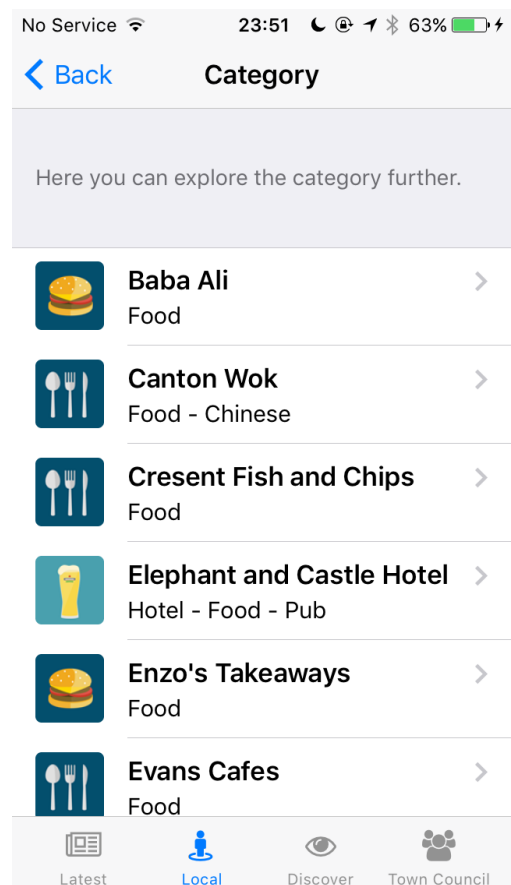 No Service 23:51 63%
Back Category
Here you can explore the category further.
Baba Ali
Food
Canton Wok
Food - Chinese
Cresent Fish and Chips
Food
Elephant and Castle Hotel
Hotel - Food - Pub
Enzo's Takeaways
Food
Evans Cafes
Food
Latest Local Discover Town Council